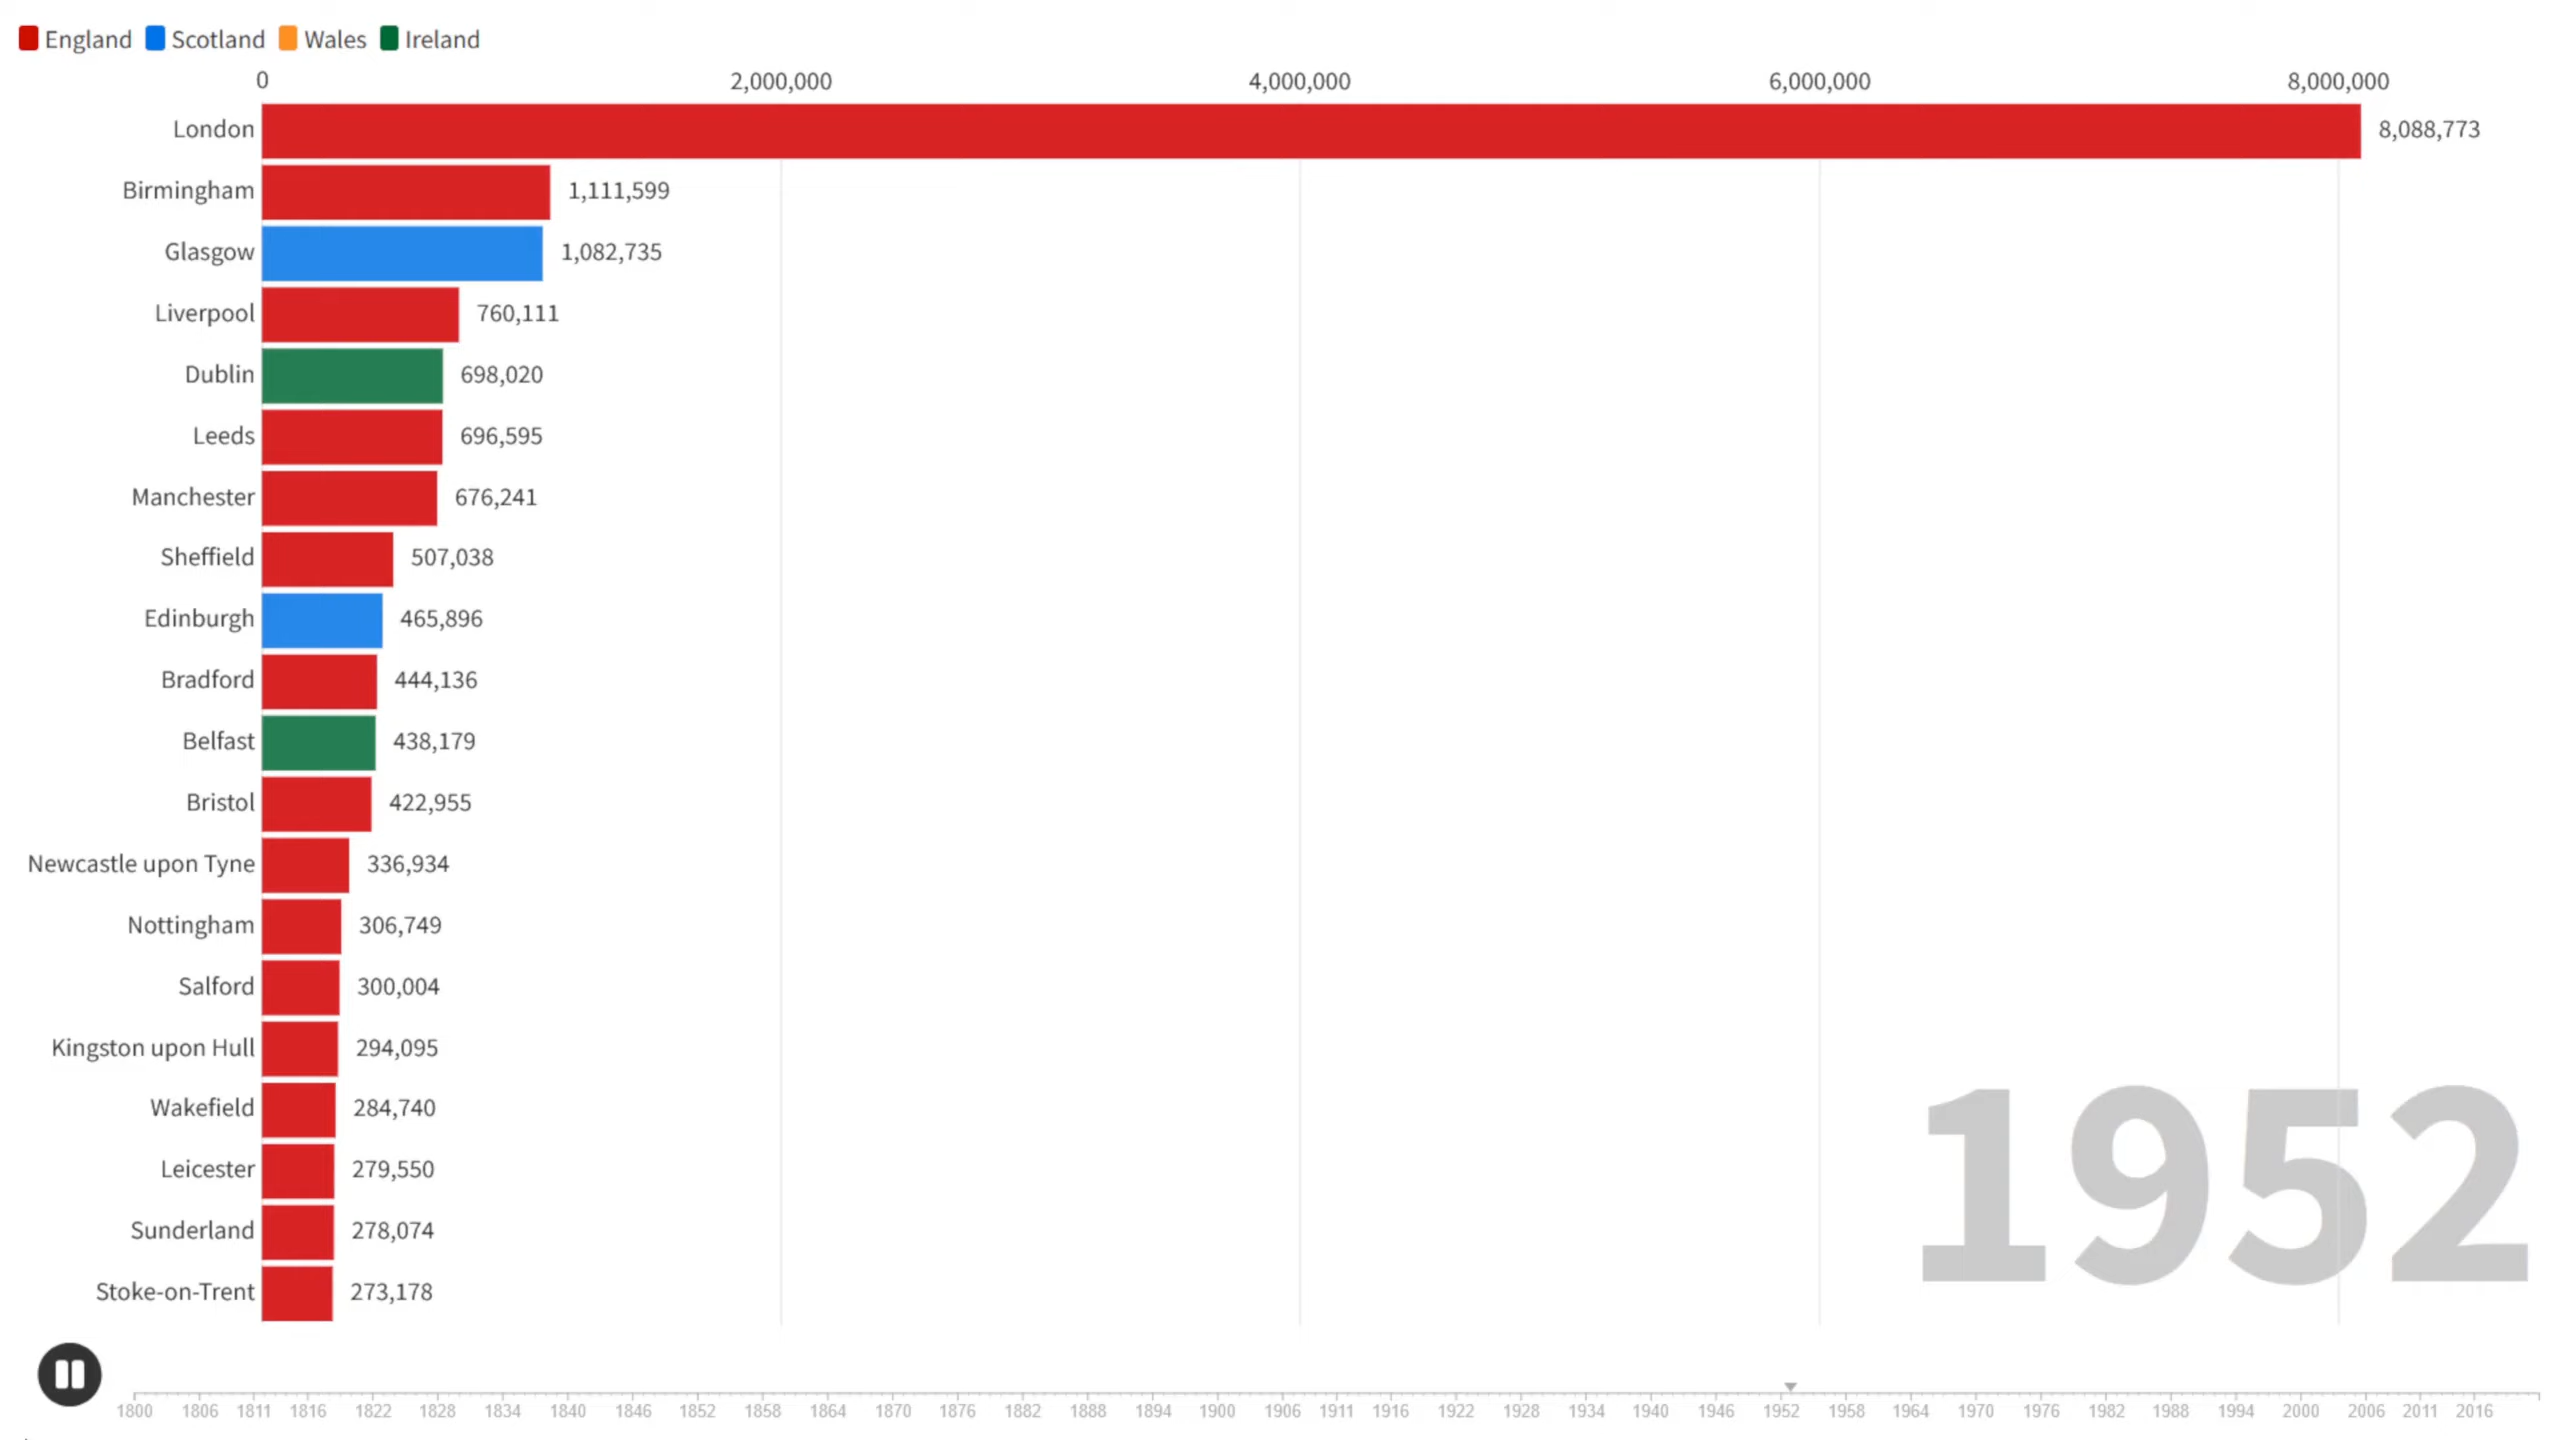 England Scotland Wales Ireland
0 2,000,000 4,000,000 6,000,000 8,000,000
London 8,088,773
Birmingham 1,111,599
Glasgow 1,082,735
Liverpool 760,111
Dublin 698,020
Leeds 696,595
Manchester 676,241
Sheffield 507,038
Edinburgh 465,896
Bradford 444,136
Belfast 438,179
Bristol 422,955
Newcastle upon Tyne 336,934
Nottingham 306,749
Salford 300,004
Kingston upon Hull 294,095
Wakefield 284,740
Leicester 279,550
Sunderland 278,074
Stoke-on-Trent 273,178
1952
1800 1806 1811 1816 1822 1828 1834 1840 1846 1852 1858 1864 1870 1876 1882 1888 1894 1900 1906 1911 1916 1922 1928 1934 1940 1946 1952 1958 1964 1970 1976 1982 1988 1994 2000 2006 2011 2016